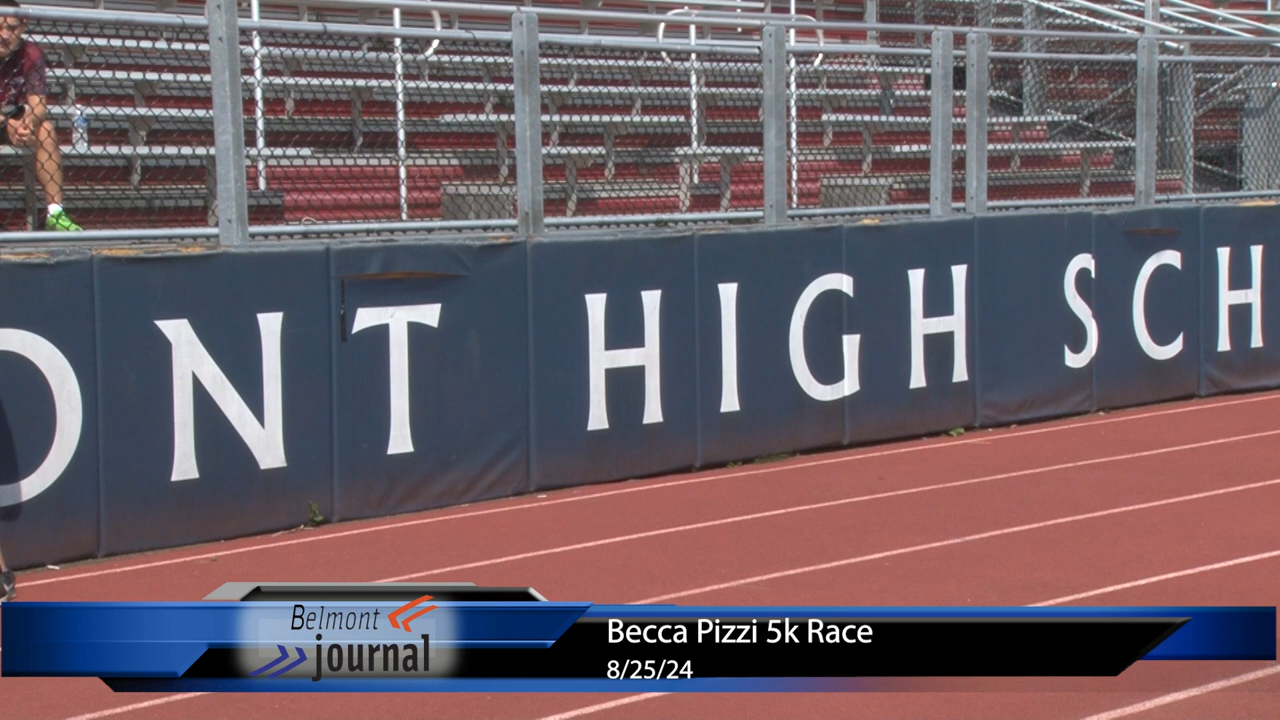 ONT HIGH SCH
Belmont
journal
Becca Pizzi 5k Race
8/25/24